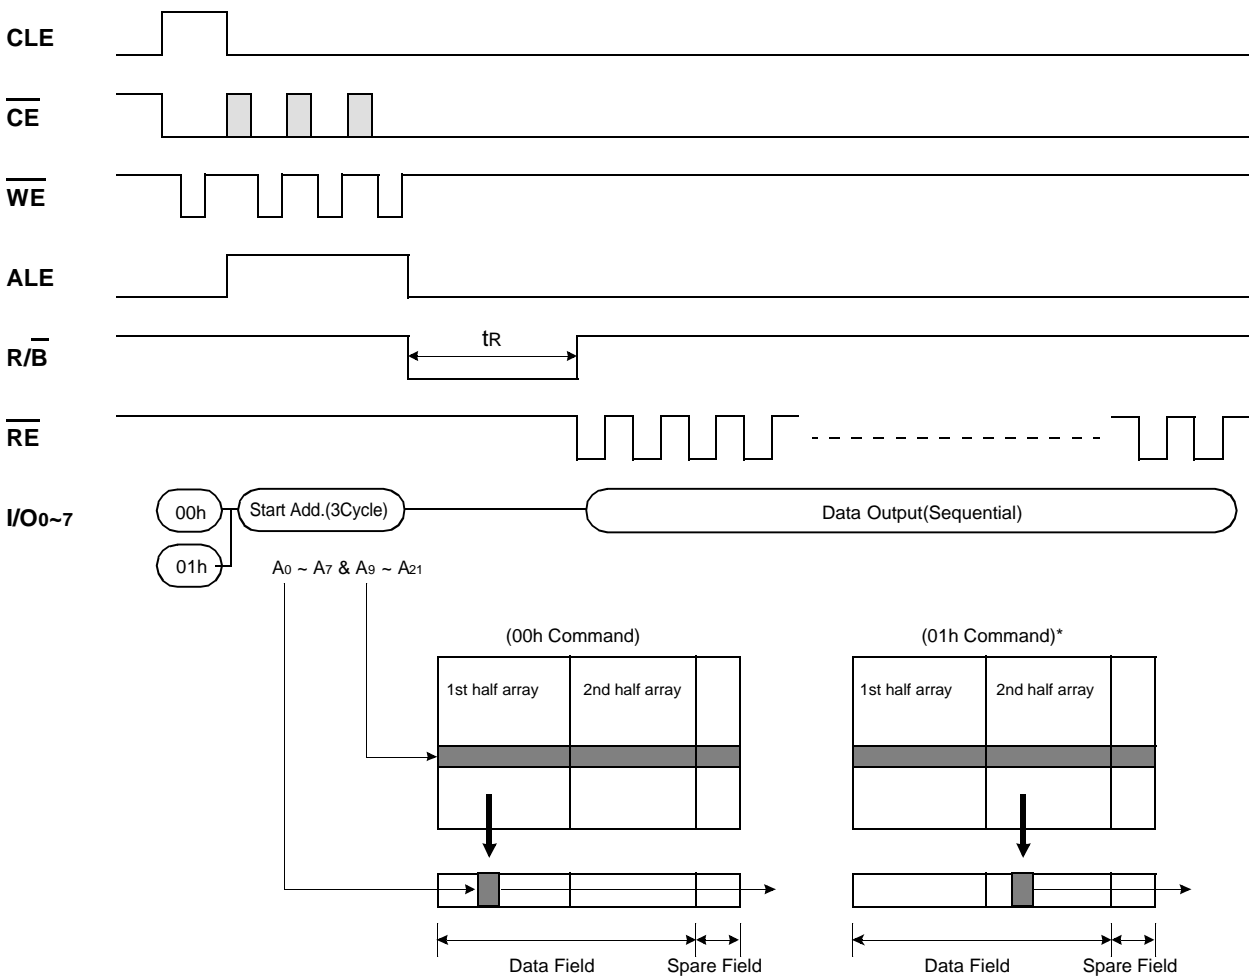 CLE
CE
WE
ALE
R/B
tR
RE
I/O0~7
00h
Start Add.(3Cycle)
Data Output(Sequential)
01h
A0 ~ A7 & A9 ~ A21
(00h Command)
(01h Command)*
1st half array
2nd half array
1st half array
2nd half array
Data Field
Spare Field
Data Field
Spare Field